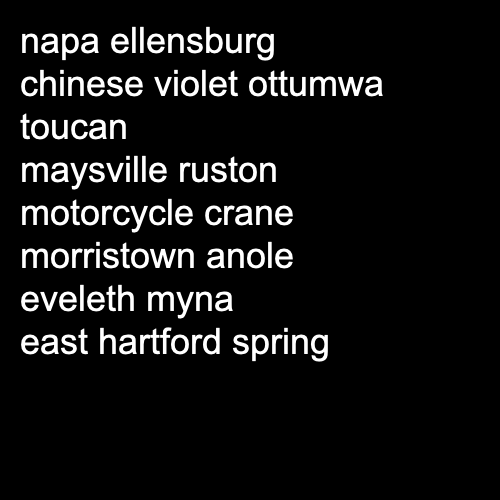 napa ellensburg
chinese violet ottumwa
toucan
maysville ruston
motorcycle crane
morristown anole
eveleth myna
east hartford spring